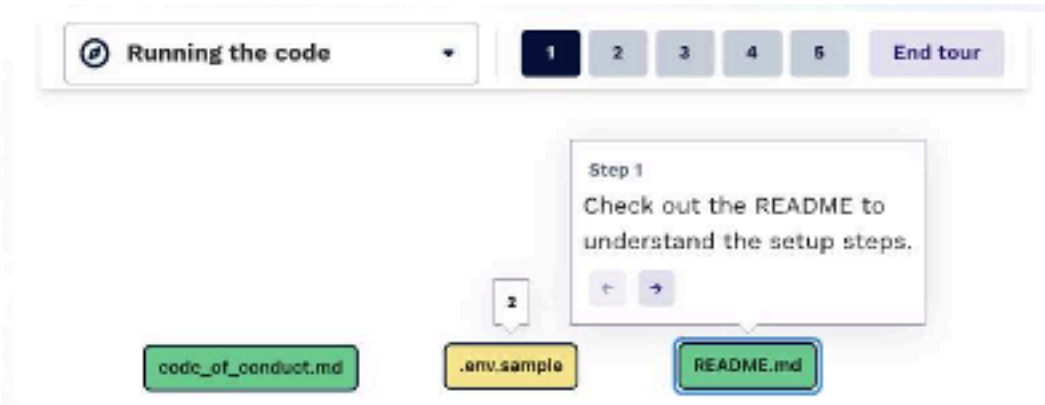 Running the code
1 2 3 4 5 End tour
Step 1
Check out the README to
understand the setup steps.
2
code_of_conduct.md
.env.sample
README.md